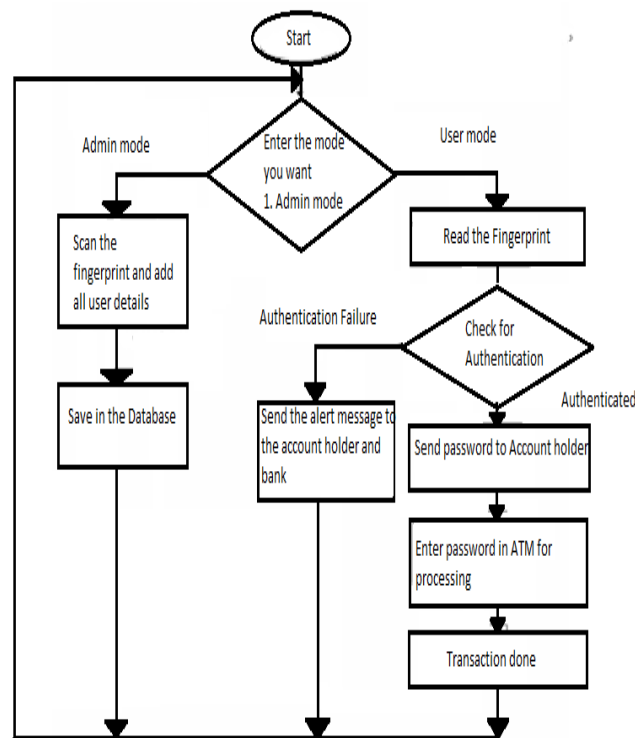 Start
Admin mode
Enter the mode
you want
1. Admin mode
User mode
Scan the
fingerprint and add
all user details
Save in the Database
Read the Fingerprint
Authentication Failure
Check for
Authentication
Authenticated
Send the alert message to
the account holder and
bank
Send password to Account holder
Enter password in ATM for
processing
Transaction done